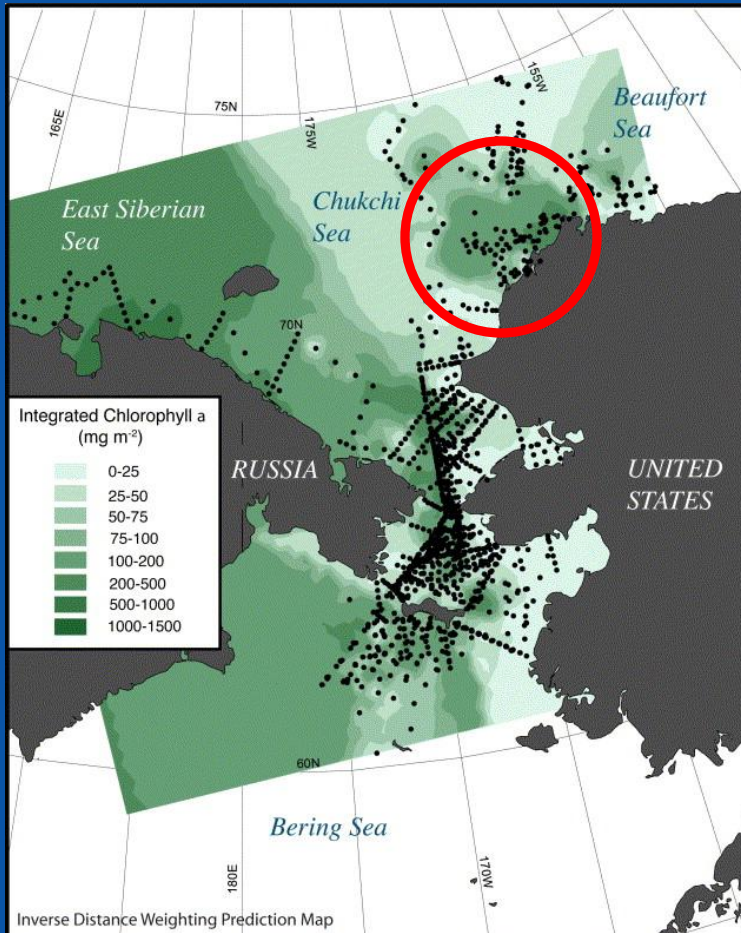 155W
165E
75N
175W
Beaufort
Sea
East Siberian
Sea
Chukchi
Sea
70N
Integrated Chlorophyll a
(mg m-2)
0-25
25-50
50-75
75-100
100-200
200-500
500-1000
1000-1500
RUSSIA
UNITED
STATES
60N
Bering Sea
180E
170W
Inverse Distance Weighting Prediction Map